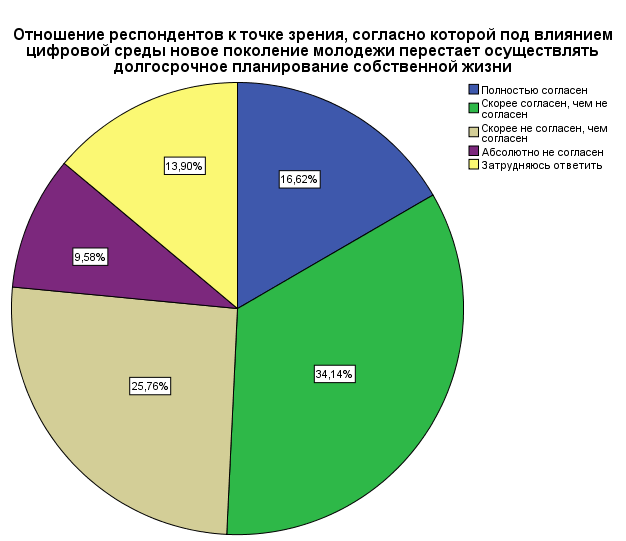 Отношение респондентов к точке зрения, согласно которой под влиянием
цифровой среды новое поколение молодежи перестает осуществлять
долгосрочное планирование собственной жизни
Полностью согласен
Скорее согласен, чем не
согласен
Скорее не согласен, чем
согласен
Абсолютно не согласен
Затрудняюсь ответить
13,90%
16,62%
9,58%
34,14%
25,76%